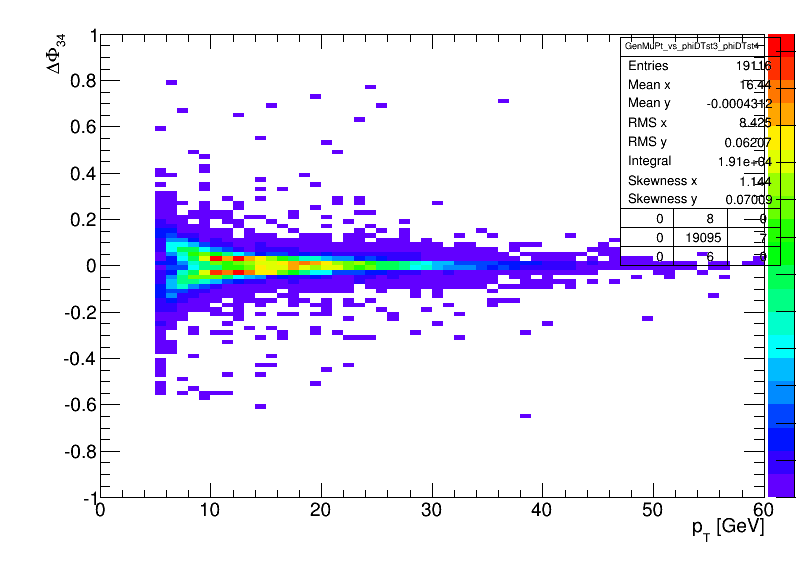 ΔΦ34
1
0.8
0.6
0.4
0.2
0
-0.2
-0.4
-0.6
-0.8
-1
0 10 20 30 40 50 60
pT [GeV]
GenMuPt_vs_phiDTst3_phiDTst4
Entries 19116
Mean x 16.44
Mean y -0.0004312
RMS x 8.425
RMS y 0.06207
Integral 1.91e+04
Skewness x 1.144
Skewness y 0.07009
0 8 0
0 19095 7
0 6 0